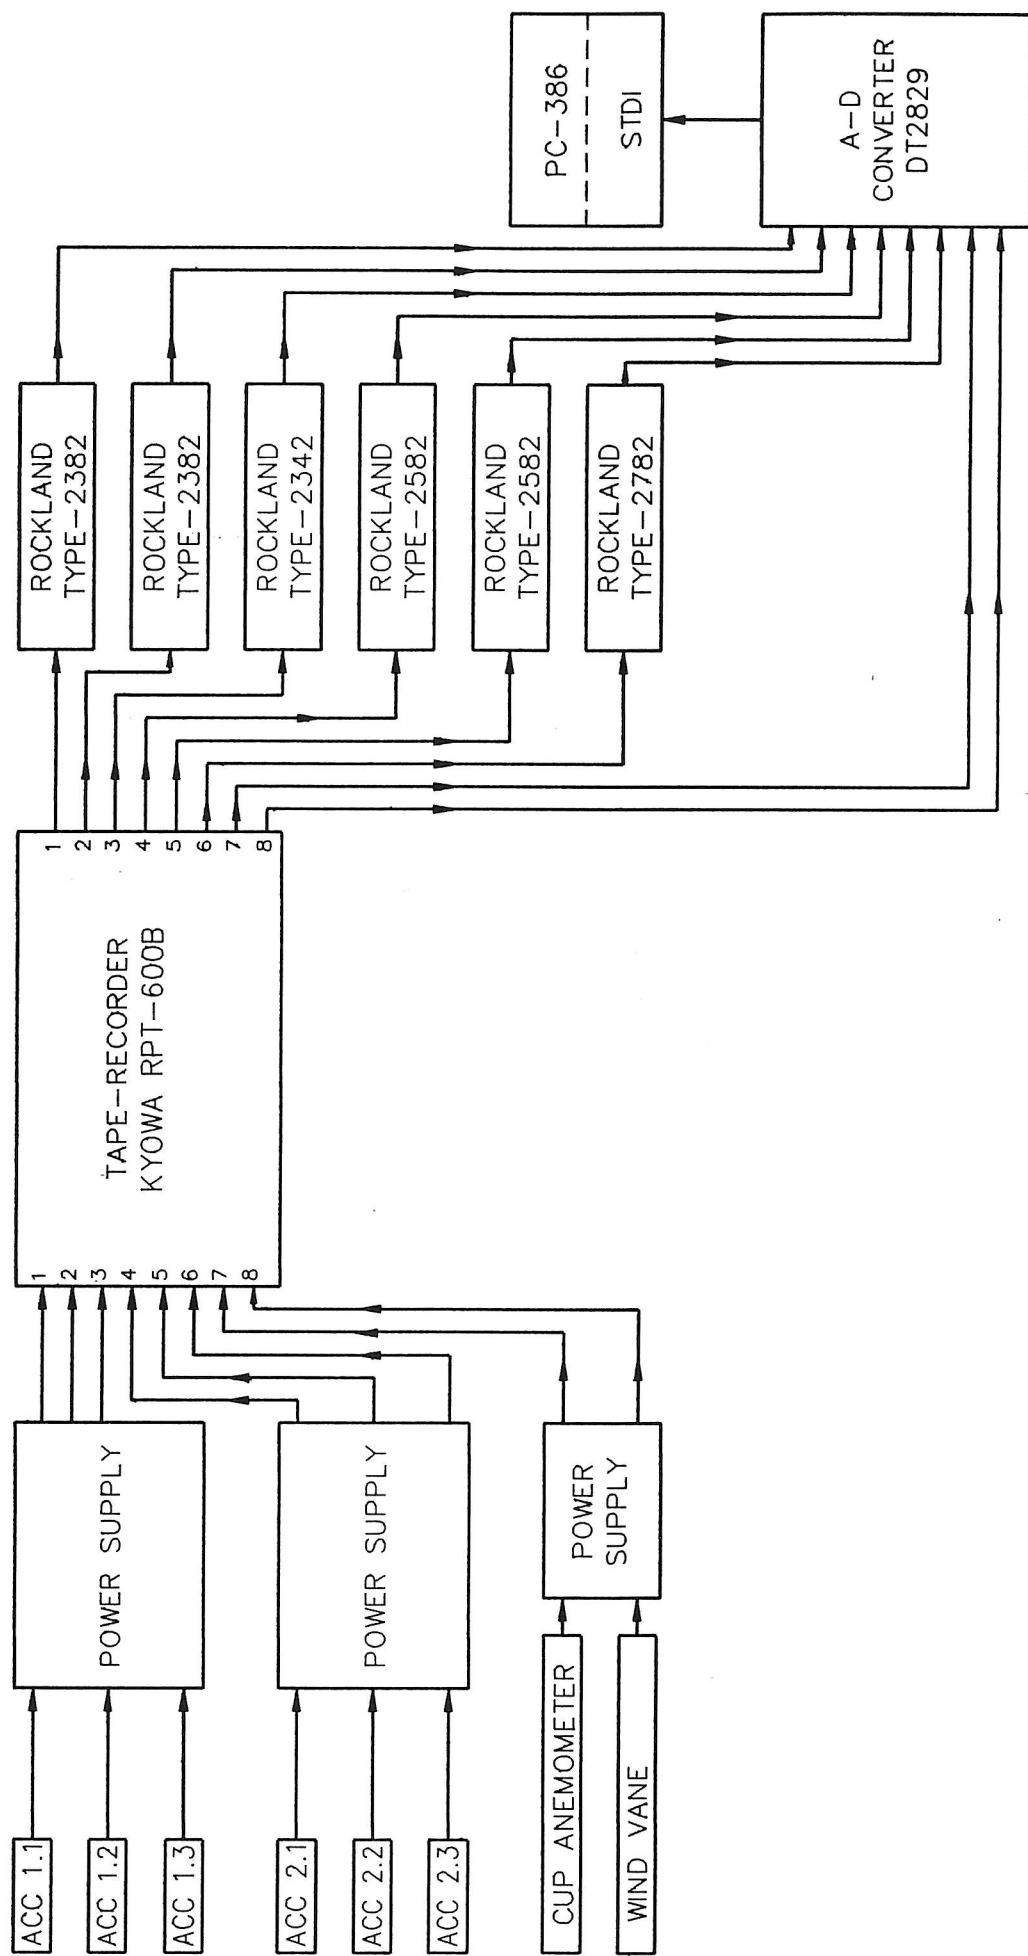 ACC 1.1
ACC 1.2
ACC 1.3
ACC 2.1
ACC 2.2
ACC 2.3
CUP ANEMOMETER
WIND VANE
POWER SUPPLY
POWER SUPPLY
POWER
SUPPLY
1
2
3
4
5
6
7
8
TAPE-RECORDER
KYOWA RPT-600B
1
2
3
4
5
6
7
8
ROCKLAND
TYPE-2382
ROCKLAND
TYPE-2382
ROCKLAND
TYPE-2342
ROCKLAND
TYPE-2582
ROCKLAND
TYPE-2582
ROCKLAND
TYPE-2782
PC-386
STDI
A-D
CONVERTER
DT2829